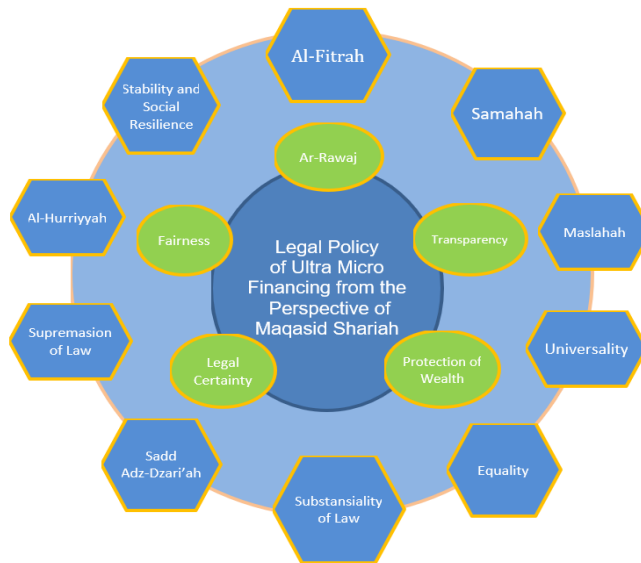 Al-Fitrah
Stability and
Social
Resilience
Samahah
Ar-Rawaj
Al-Hurriyyah
Fairness
Transparency
Maslahah
Legal Policy
of Ultra Micro
Financing from the
Perspective of
Maqasid Shariah
Supremasion
of Law
Universality
Legal
Certainty
Protection of
Wealth
Sadd
Adz-Dzari'ah
Equality
Substansiality
of Law